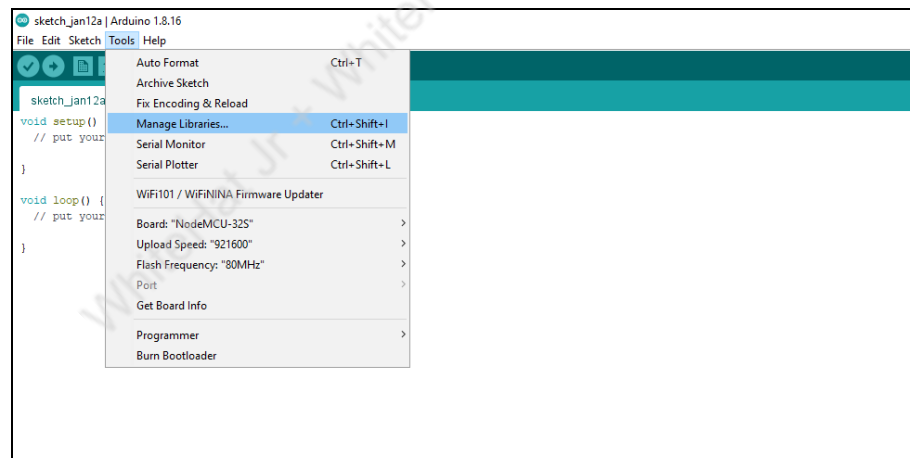 sketch_jan12a | Arduino 1.8.16
File Edit Sketch Tools Help
Auto Format Ctrl+T
Archive Sketch
sketch_jan12a
Fix Encoding & Reload
void setup()
Manage Libraries... Ctrl+Shift+I
// put your
Serial Monitor Ctrl+Shift+M
}
Serial Plotter Ctrl+Shift+L
WiFi101 / WiFiNINA Firmware Updater
void loop() {
// put your
Board: "NodeMCU-32S"
}
Upload Speed: "921600"
Flash Frequency: "80MHz"
Port
Get Board Info
Programmer
Burn Bootloader
WhiteHat Jr + White